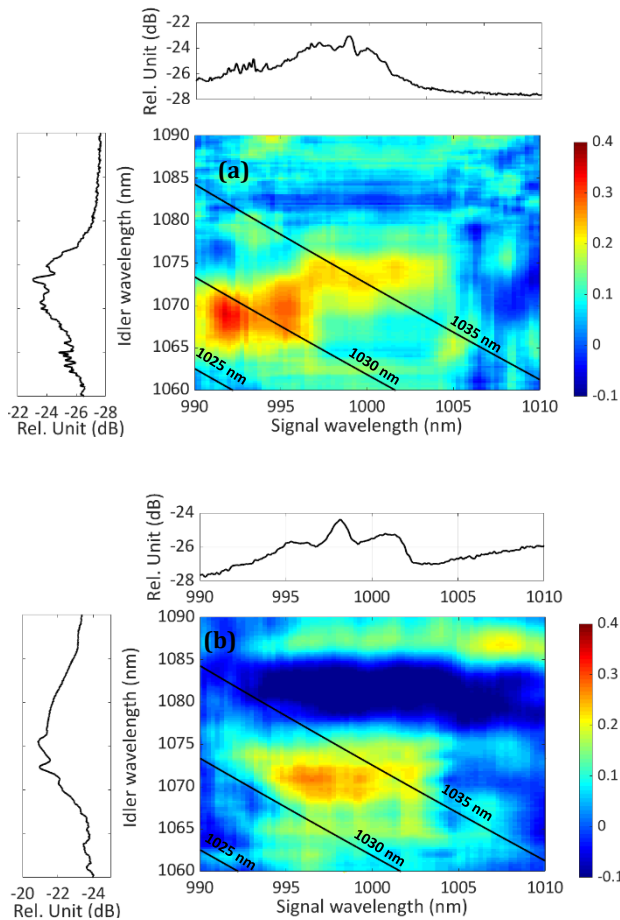 Rel. Unit (dB)
-22
-24
-26
-28
Idler wavelength (nm)
1090
1085
1080
1075
1070
1065
1060
(a)
1025 nm
1030 nm
1035 nm
0.4
0.3
0.2
0.1
0
-0.1
-22 -24 -26 -28
Rel. Unit (dB)
990 995 1000 1005 1010
Signal wavelength (nm)
Rel. Unit (dB)
-24
-26
-28
990 995 1000 1005 1010
Idler wavelength (nm)
1090
1085
1080
1075
1070
1065
1060
(b)
1025 nm
1030 nm
1035 nm
0.4
0.3
0.2
0.1
0
-0.1
-20 -22 -24
Rel. Unit (dB)
990 995 1000 1005 1010
Signal wavelength (nm)